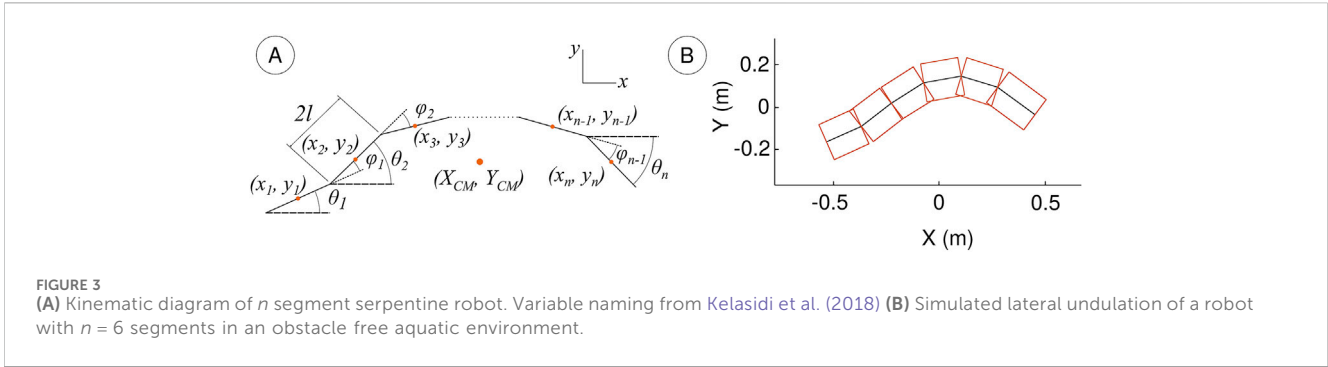 A
y
x
B
2l
φ2
(x2, y2)
(x3, y3)
φ1
θ2
(x1, y1)
θ1
(XCM, YCM)
(xn-1, yn-1)
φn-1
(xn, yn)
θn
Y (m)
0.2
0
-0.2
-0.5
0
0.5
X (m)
FIGURE 3
(A) Kinematic diagram of n segment serpentine robot. Variable naming from Kelasidi et al. (2018) (B) Simulated lateral undulation of a robot
with n = 6 segments in an obstacle free aquatic environment.